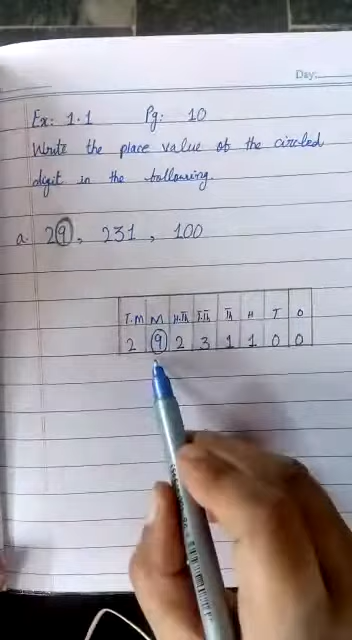 Day:
Ex: 1.1 Pg: 10
Write the place value of the circled
digit in the following.
a. 29, 231, 100
T.M M H.Th T.Th Th H T O
2 9 2 3 1 1 0 0